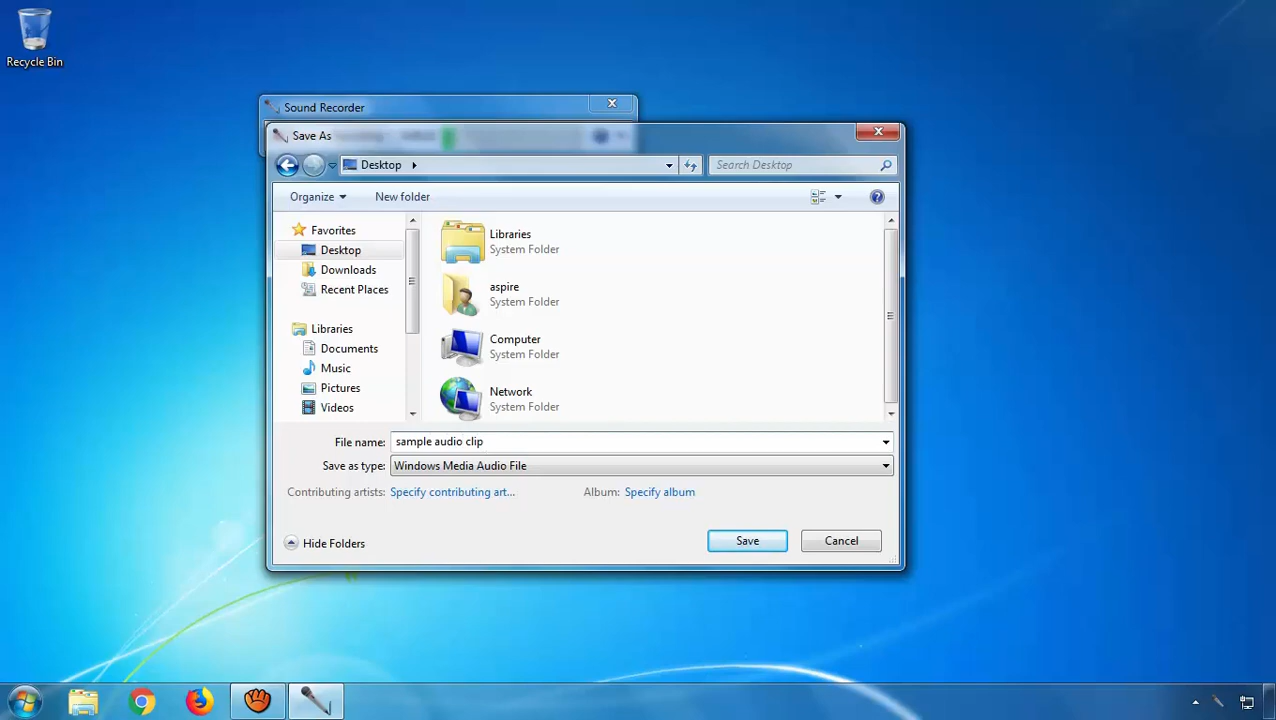 Recycle Bin
Sound Recorder
Save As
Desktop
Search Desktop
Organize
New folder
Favorites
Desktop
Downloads
Recent Places
Libraries
Documents
Music
Pictures
Videos
Libraries
System Folder
aspire
System Folder
Computer
System Folder
Network
System Folder
File name: sample audio clip
Save as type: Windows Media Audio File
Contributing artists: Specify contributing art... Album: Specify album
Hide Folders
Save
Cancel